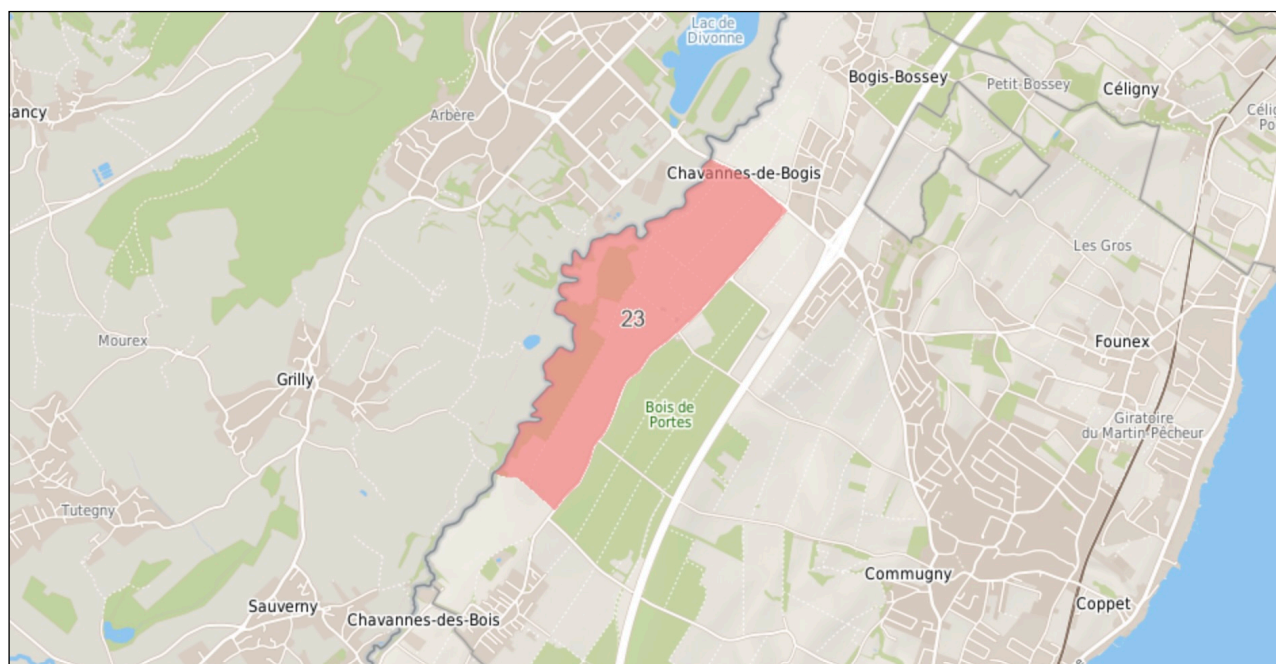 Lac de
Divonne
Bogis-Bossey
Petit-Bossey
Céligny
Arbère
Chavannes-de-Bogis
Les Gros
23
Mourex
Founex
Grilly
Bois de
Portes
Giratoire
du Martin-Pêcheur
Tutegny
Commugny
Sauverny
Coppet
Chavannes-des-Bois